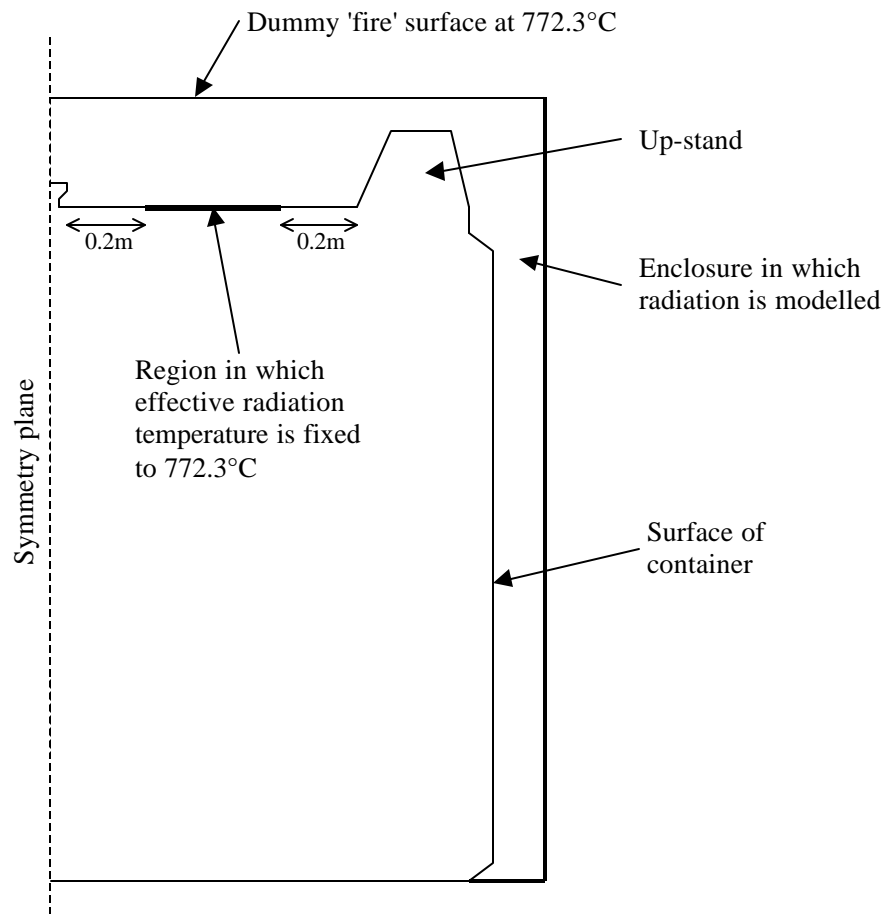 Dummy 'fire' surface at 772.3°C
Up-stand
0.2m
0.2m
Enclosure in which
radiation is modelled
Region in which
effective radiation
temperature is fixed
to 772.3°C
Symmetry plane
Surface of
container